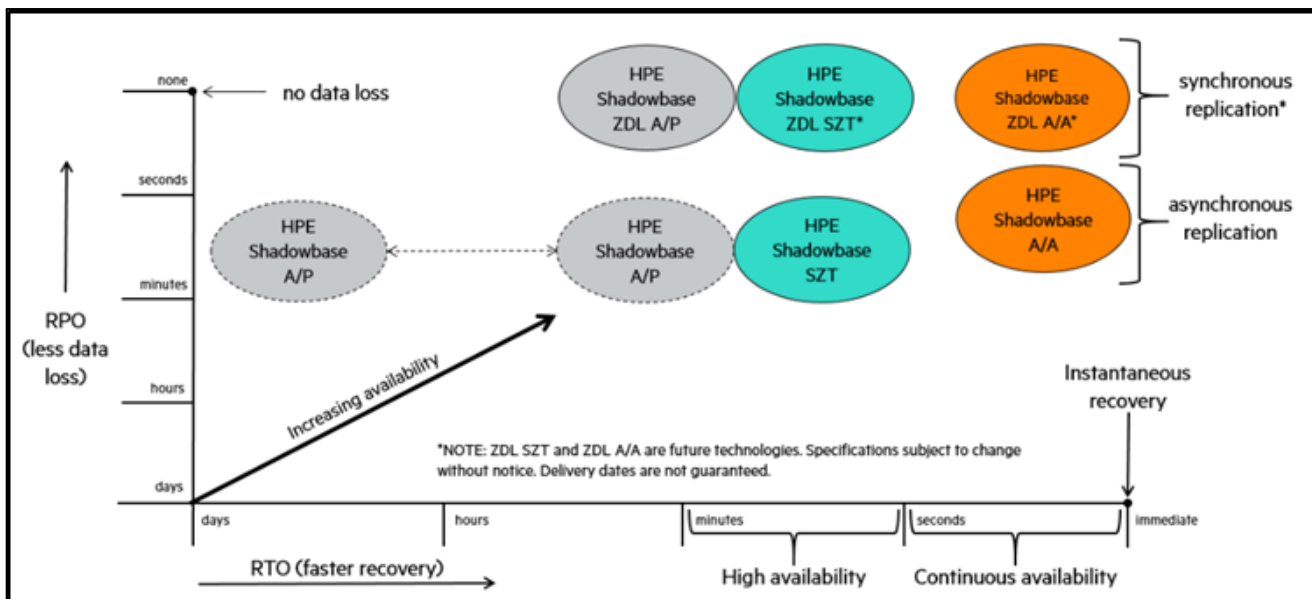 none
no data loss
HPE
Shadowbase
ZDL A/P
HPE
Shadowbase
ZDL SZT*
HPE
Shadowbase
ZDL A/A*
synchronous
replication*
seconds
HPE
Shadowbase
A/P
HPE
Shadowbase
A/P
HPE
Shadowbase
SZT
HPE
Shadowbase
A/A
asynchronous
replication
minutes
RPO
(less data
loss)
hours
Increasing availability
Instantaneous
recovery
*NOTE: ZDL SZT and ZDL A/A are future technologies. Specifications subject to change
without notice. Delivery dates are not guaranteed.
days
days
hours
minutes
seconds
immediate
RTO (faster recovery)
High availability
Continuous availability